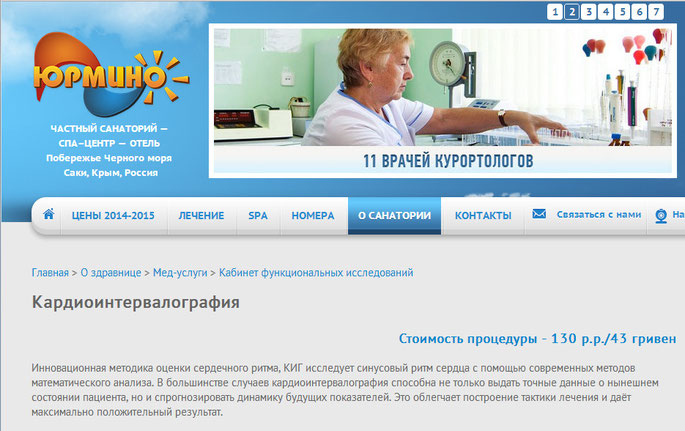 1 2 3 4 5 6 7
ЮРМИНО
ЧАСТНЫЙ САНАТОРИЙ —
СПА-ЦЕНТР — ОТЕЛЬ
Побережье Черного моря
Саки, Крым, Россия
11 ВРАЧЕЙ КУРОРТОЛОГОВ
ЦЕНЫ 2014-2015 ЛЕЧЕНИЕ SPA НОМЕРА О САНАТОРИИ КОНТАКТЫ Связаться с нами На
Главная > О здравнице > Мед-услуги > Кабинет функциональных исследований
Кардиоинтервалография
Стоимость процедуры - 130 р.р./43 гривен
Инновационная методика оценки сердечного ритма, КИГ исследует синусовый ритм сердца с помощью современных методов
математического анализа. В большинстве случаев кардиоинтервалография способна не только выдать точные данные о нынешнем
состоянии пациента, но и спрогнозировать динамику будущих показателей. Это облегчает построение тактики лечения и даёт
максимально положительный результат.